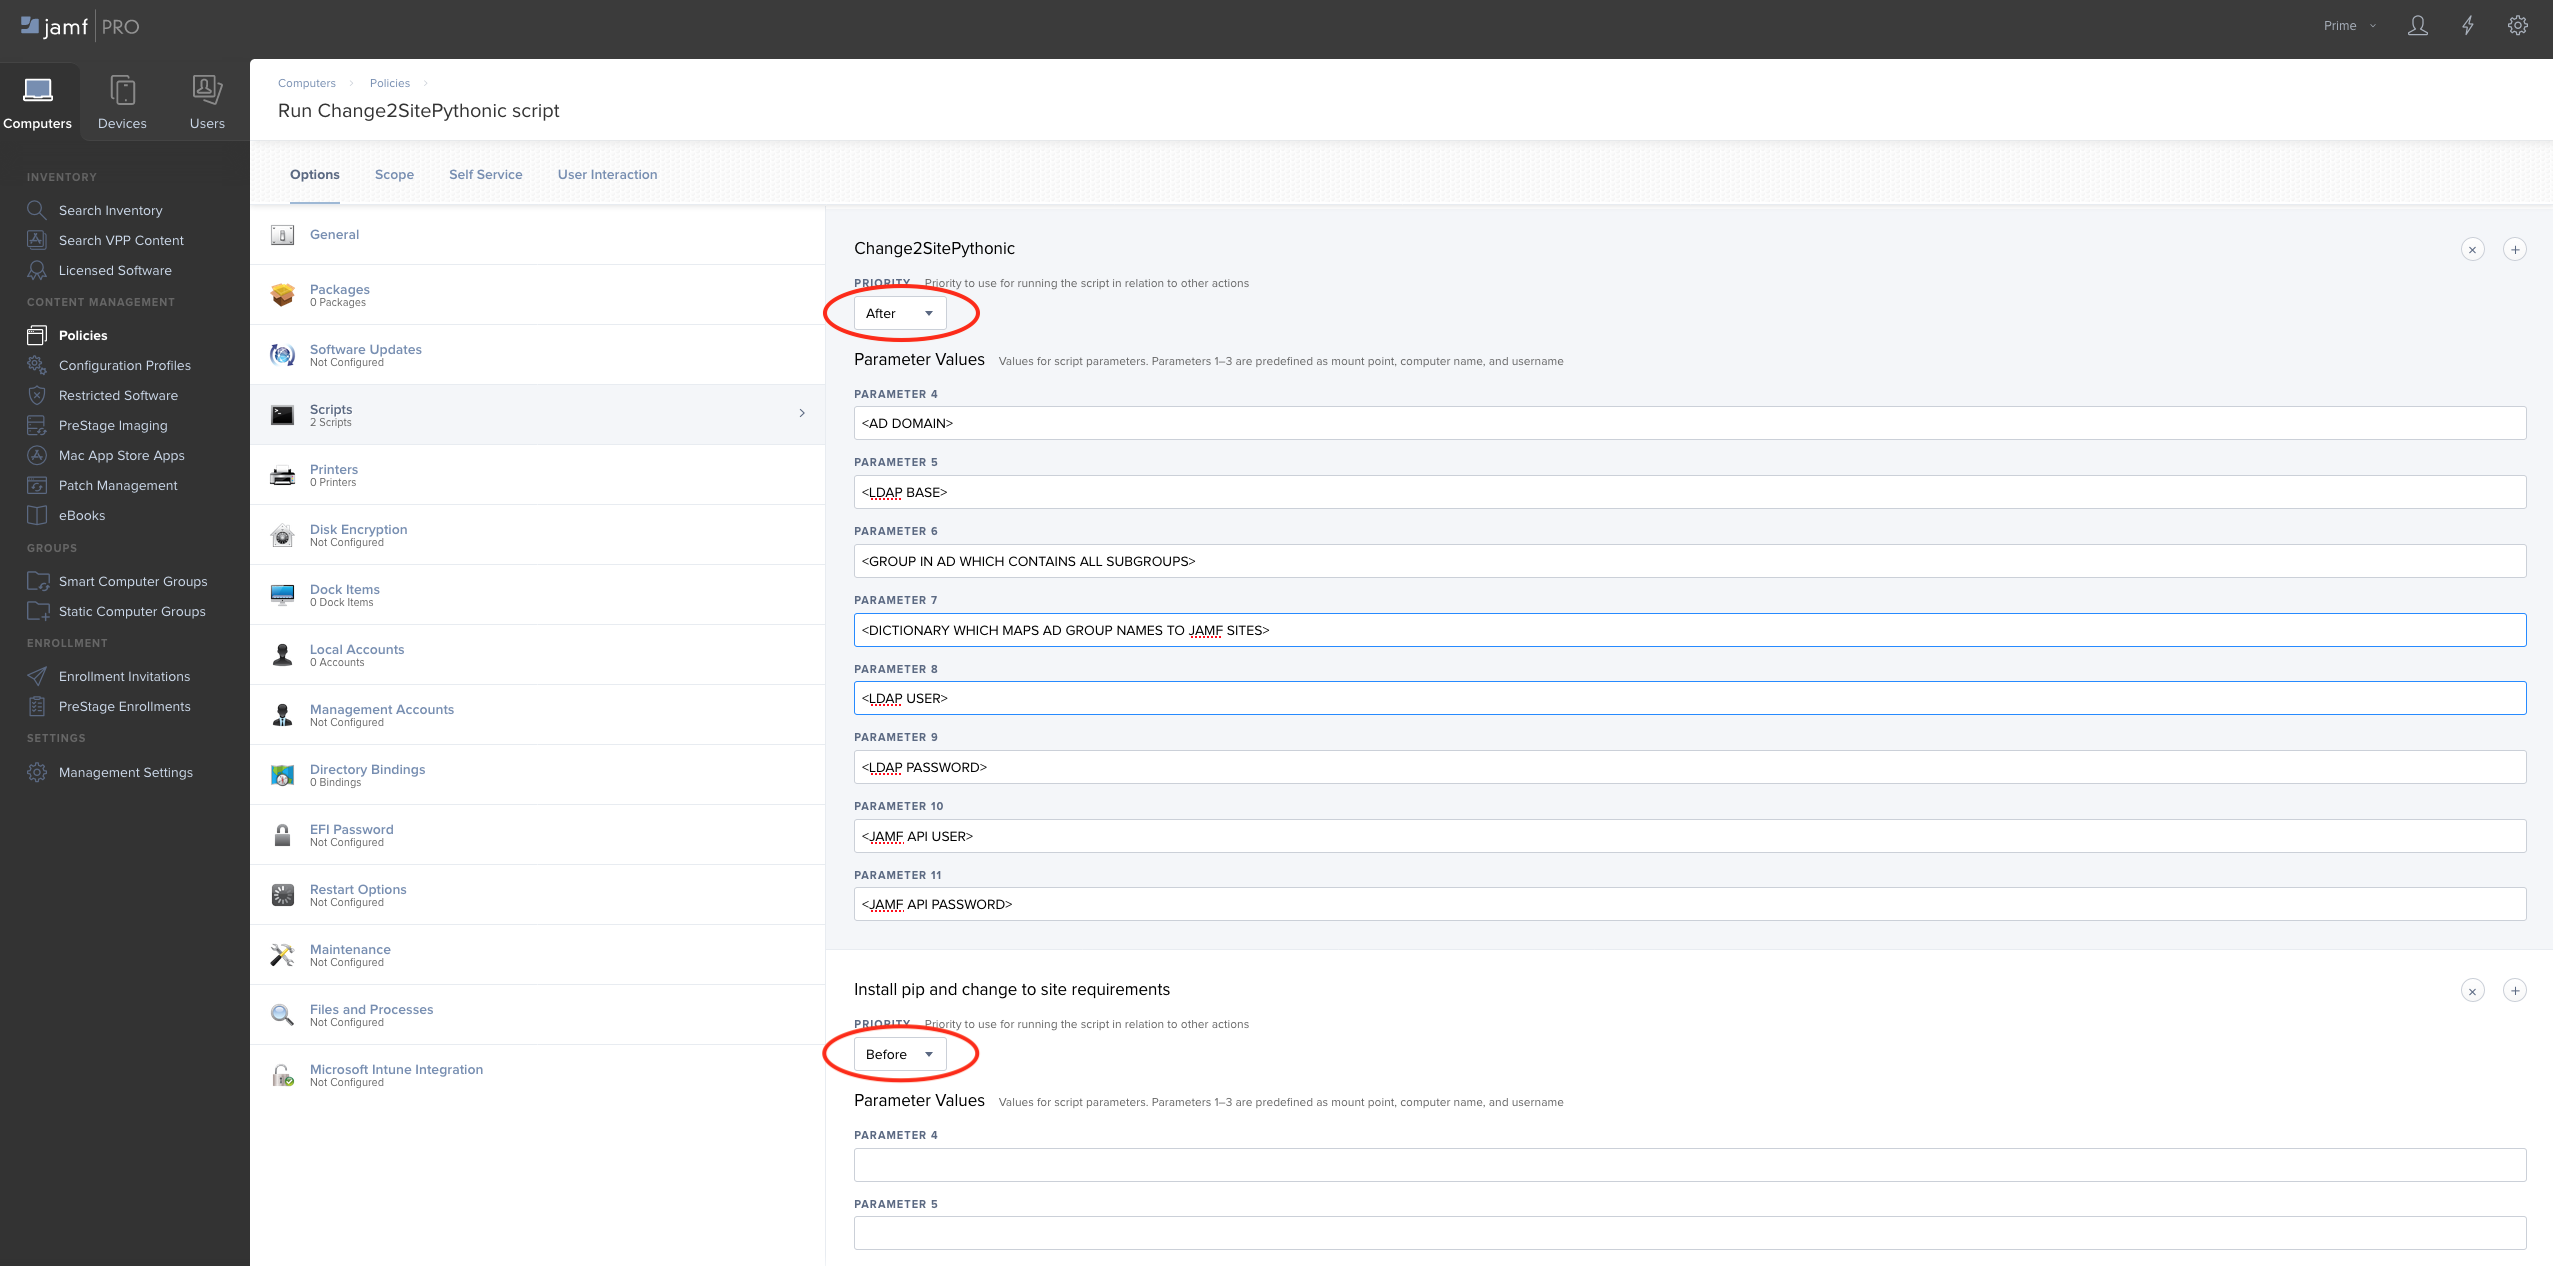 jamf PRO
Prime
Computers
Devices
Users
INVENTORY
Search Inventory
Search VPP Content
Licensed Software
CONTENT MANAGEMENT
Policies
Configuration Profiles
Restricted Software
PreStage Imaging
Mac App Store Apps
Patch Management
eBooks
GROUPS
Smart Computer Groups
Static Computer Groups
ENROLLMENT
Enrollment Invitations
PreStage Enrollments
SETTINGS
Management Settings
Computers
Policies
Run Change2SitePythonic script
Options
Scope
Self Service
User Interaction
General
Packages
0 Packages
Software Updates
Not Configured
Scripts
2 Scripts
Printers
0 Printers
Disk Encryption
Not Configured
Dock Items
0 Dock Items
Local Accounts
0 Accounts
Management Accounts
Not Configured
Directory Bindings
0 Bindings
EFI Password
Not Configured
Restart Options
Not Configured
Maintenance
Not Configured
Files and Processes
Not Configured
Microsoft Intune Integration
Not Configured
Change2SitePythonic
PRIORITY Priority to use for running the script in relation to other actions
After
Parameter Values Values for script parameters. Parameters 1–3 are predefined as mount point, computer name, and username
PARAMETER 4
<AD DOMAIN>
PARAMETER 5
<LDAP BASE>
PARAMETER 6
<GROUP IN AD WHICH CONTAINS ALL SUBGROUPS>
PARAMETER 7
<DICTIONARY WHICH MAPS AD GROUP NAMES TO JAMF SITES>
PARAMETER 8
<LDAP USER>
PARAMETER 9
<LDAP PASSWORD>
PARAMETER 10
<JAMF API USER>
PARAMETER 11
<JAMF API PASSWORD>
Install pip and change to site requirements
PRIORITY Priority to use for running the script in relation to other actions
Before
Parameter Values Values for script parameters. Parameters 1–3 are predefined as mount point, computer name, and username
PARAMETER 4
PARAMETER 5